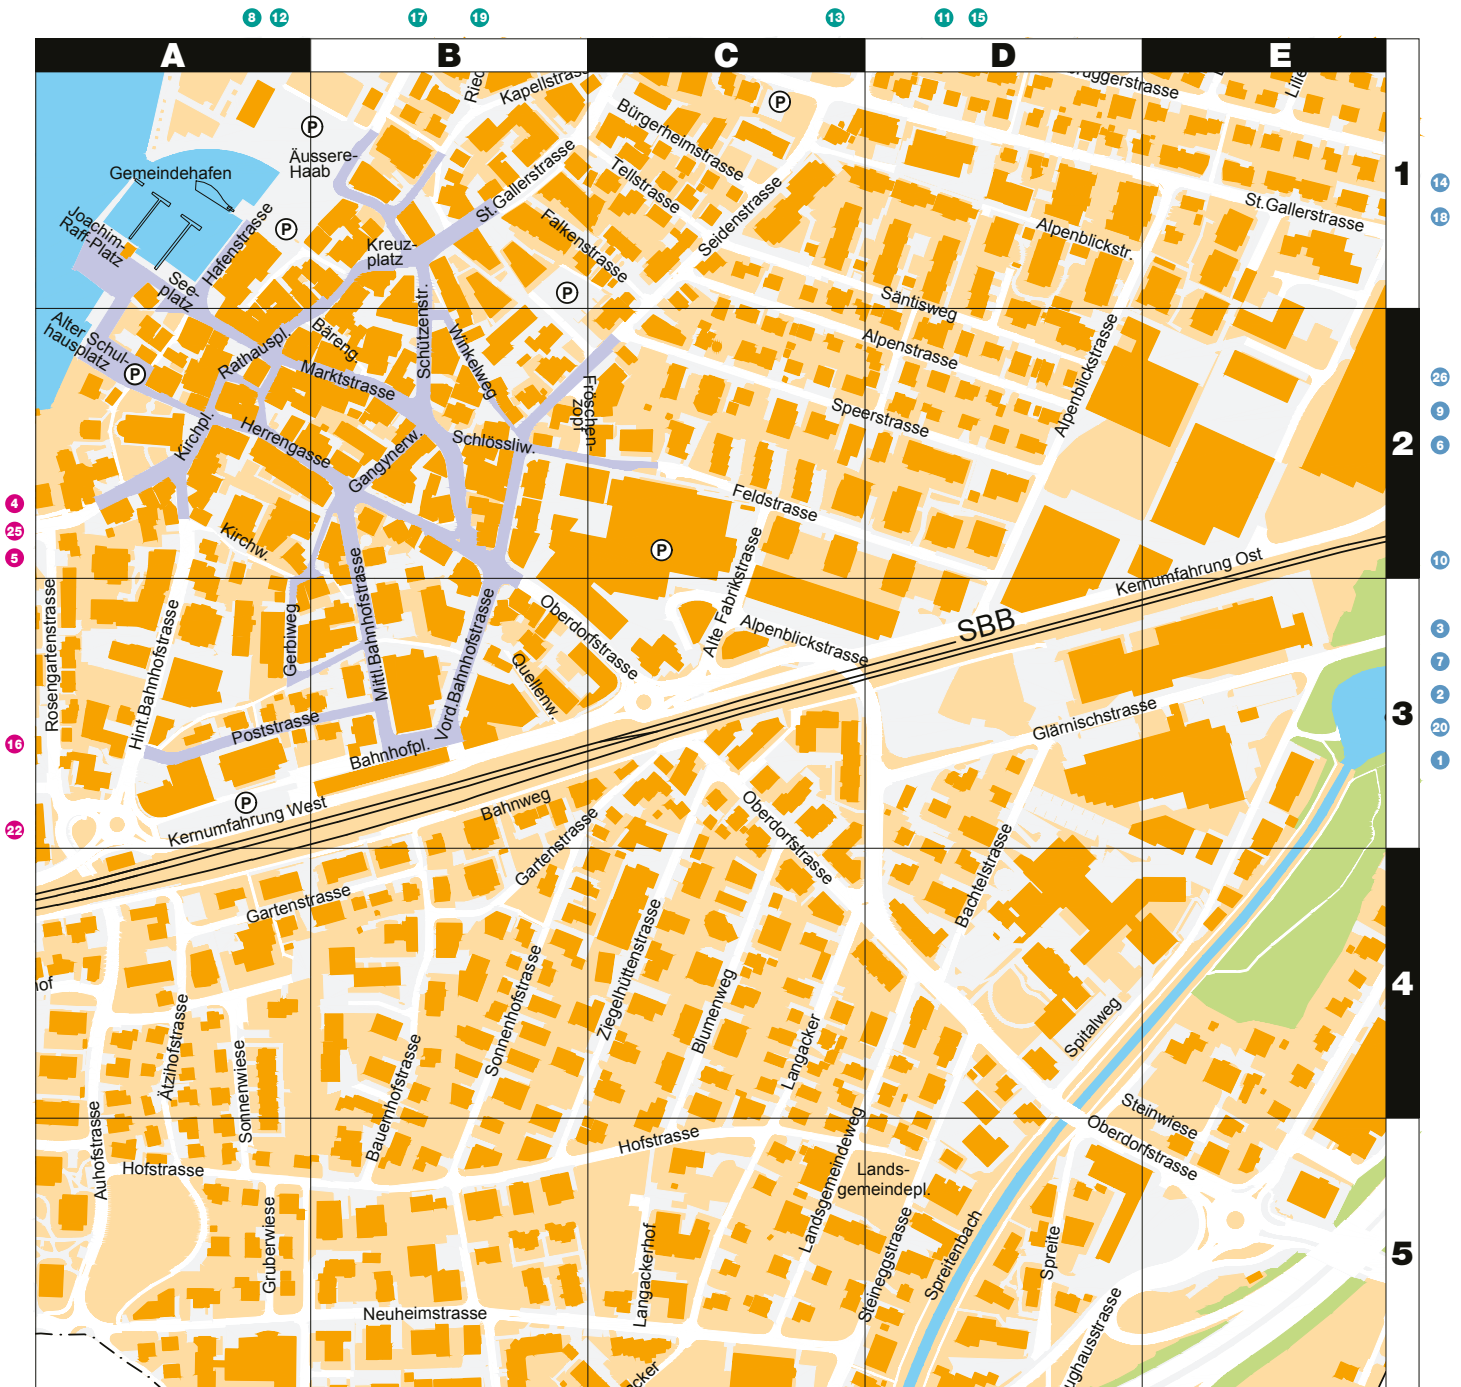 8 12 17 19 13 11 15
A B C D E
1
2
3
4
5
14
18
26
9
6
10
3
7
2
20
1
4
25
5
16
22
Kapellstrasse
P
P
Äussere-
Haab
Gemeindehafen
Bürgerheimstrasse
Tellstrasse
St.Gallerstrasse
Seidenstrasse
Falkenstrasse
Joachim-
Raff-Platz
Hafenstrasse
P
Kreuz-
platz
See-
platz
P
St.Gallerstrasse
Alpenblickstr.
Säntisweg
Alter Schul-
hausplatz
P
Rathauspl.
Bäreng.
Schützenstr.
Winkelweg
Marktstrasse
Alpenstrasse
Alpenblickstrasse
Speerstrasse
Fröschen-
zopf
Kirchpl.
Herrengasse
Gangynerw.
Schlössliw.
Feldstrasse
Kirchw.
P
Alte Fabrikstrasse
Kernumfahrung Ost
Rosengartenstrasse
Hint.Bahnhofstrasse
Gerbiweg
Mittl.Bahnhofstrasse
Vord.Bahnhofstrasse
Oberdorfstrasse
Quellenw.
Alpenblickstrasse
SBB
Poststrasse
Bahnhofpl.
Glärnischstrasse
P
Kernumfahrung West
Bahnweg
Gartenstrasse
Oberdorfstrasse
Bachtelstrasse
Gartenstrasse
Ziegelhüttenstrasse
Sonnenhofstrasse
Blumenweg
Langacker
Spitalweg
Ätzihofstrasse
Sonnenwiese
Bauernhofstrasse
Auhofstrasse
Hofstrasse
Hofstrasse
Landsgemeindeweg
Lands-
gemeindepl.
Steinwiese
Oberdorfstrasse
Gruberwiese
Langackerhof
Steineggstrasse
Spreitenbach
Spreite
Neuheimstrasse